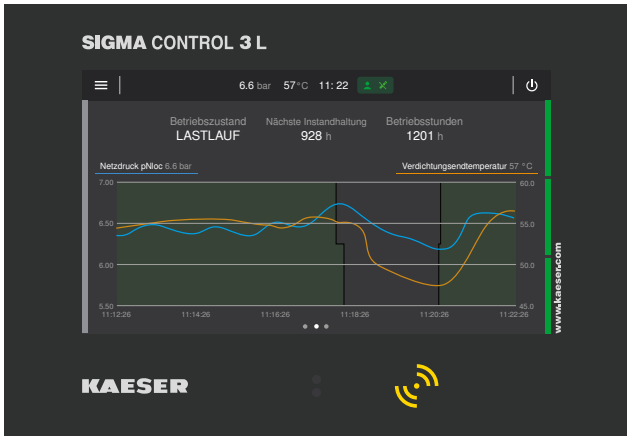 SIGMA CONTROL 3 L
6.6 bar 57°C 11:22
Betriebszustand Nächste Instandhaltung Betriebsstunden
LASTLAUF 928 h 1201 h
Netzdruck pNloc 6.6 bar Verdichtungsendtemperatur 57 °C
7.00 60.0
6.50 55.0
6.00 50.0
5.50 45.0
11:12:26 11:14:26 11:16:26 11:18:26 11:20:26 11:22:26
www.kaeser.com
KAESER